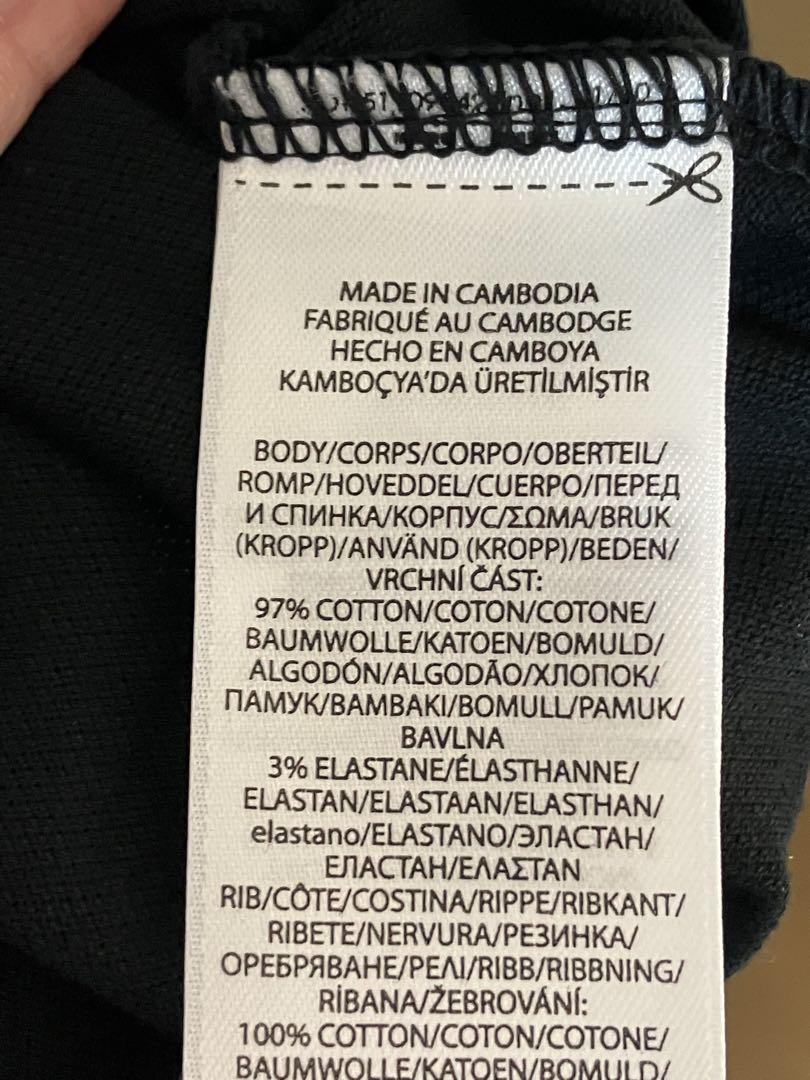 MADE IN CAMBODIA
FABRIQUÉ AU CAMBODGE
HECHO EN CAMBOYA
KAMBOÇYA'DA ÜRETİLMİŞTİR
BODY/CORPS/CORPO/OBERTEIL/
ROMP/HOVEDDEL/CUERPO/ПЕРЕД
И СПИНКА/КОРПУС/ΣΩΜΑ/BRUK
(KROPP)/ANVÄND (KROPP)/BEDEN/
VRCHNÍ ČÁST:
97% COTTON/COTON/COTONE/
BAUMWOLLE/KATOEN/BOMULD/
ALGODÓN/ALGODÃO/ХЛОПОК/
ПАМУК/ΒΑΜΒΑΚΙ/BOMULL/PAMUK/
BAVLNA
3% ELASTANE/ÉLASTHANNE/
ELASTAN/ELASTAAN/ELASTHAN/
elastano/ELASTANO/ЭЛАСТАН/
ЕЛАСТАН/ΕΛΑΣΤΑΝ
RIB/CÔTE/COSTINA/RIPPE/RIBKANT/
RIBETE/NERVURA/РЕЗИНКА/
ОРЕБРЯВАНЕ/ΡΕΛΙ/RIBB/RIBBNING/
RİBANA/ŽEBROVÁNÍ:
100% COTTON/COTON/COTONE/
BAUMWOLLE/KATOEN/BOMULD/